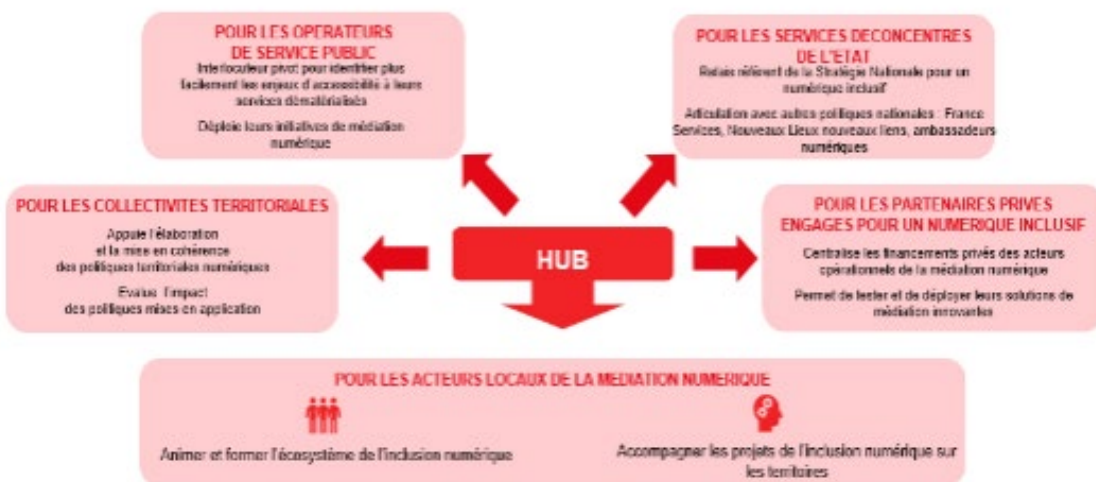 POUR LES OPERATEURS
DE SERVICE PUBLIC
Interlocuteur pivot pour identifier plus
facilement les enjeux d'accessibilité à leurs
services dématérialisés
Déploie leurs initiatives de médiation
numérique
POUR LES SERVICES DECONCENTRES
DE L'ETAT
Relais référent de la Stratégie Nationale pour un
numérique inclusif
Articulation avec autres politiques nationales : France
Services, Nouveaux Lieux nouveaux liens, ambassadeurs
numériques
POUR LES COLLECTIVITES TERRITORIALES
Appuie l'élaboration
et la mise en cohérence
des politiques territoriales numériques
Evalue l'impact
des politiques mises en application
HUB
POUR LES PARTENAIRES PRIVES
ENGAGES POUR UN NUMERIQUE INCLUSIF
Centralise les financements privés des acteurs
opérationnels de la médiation numérique
Permet de tester et de déployer leurs solutions de
médiation innovantes
POUR LES ACTEURS LOCAUX DE LA MEDIATION NUMERIQUE
Animer et former l'écosystème de l'inclusion numérique
Accompagner les projets de l'inclusion numérique sur
les territoires